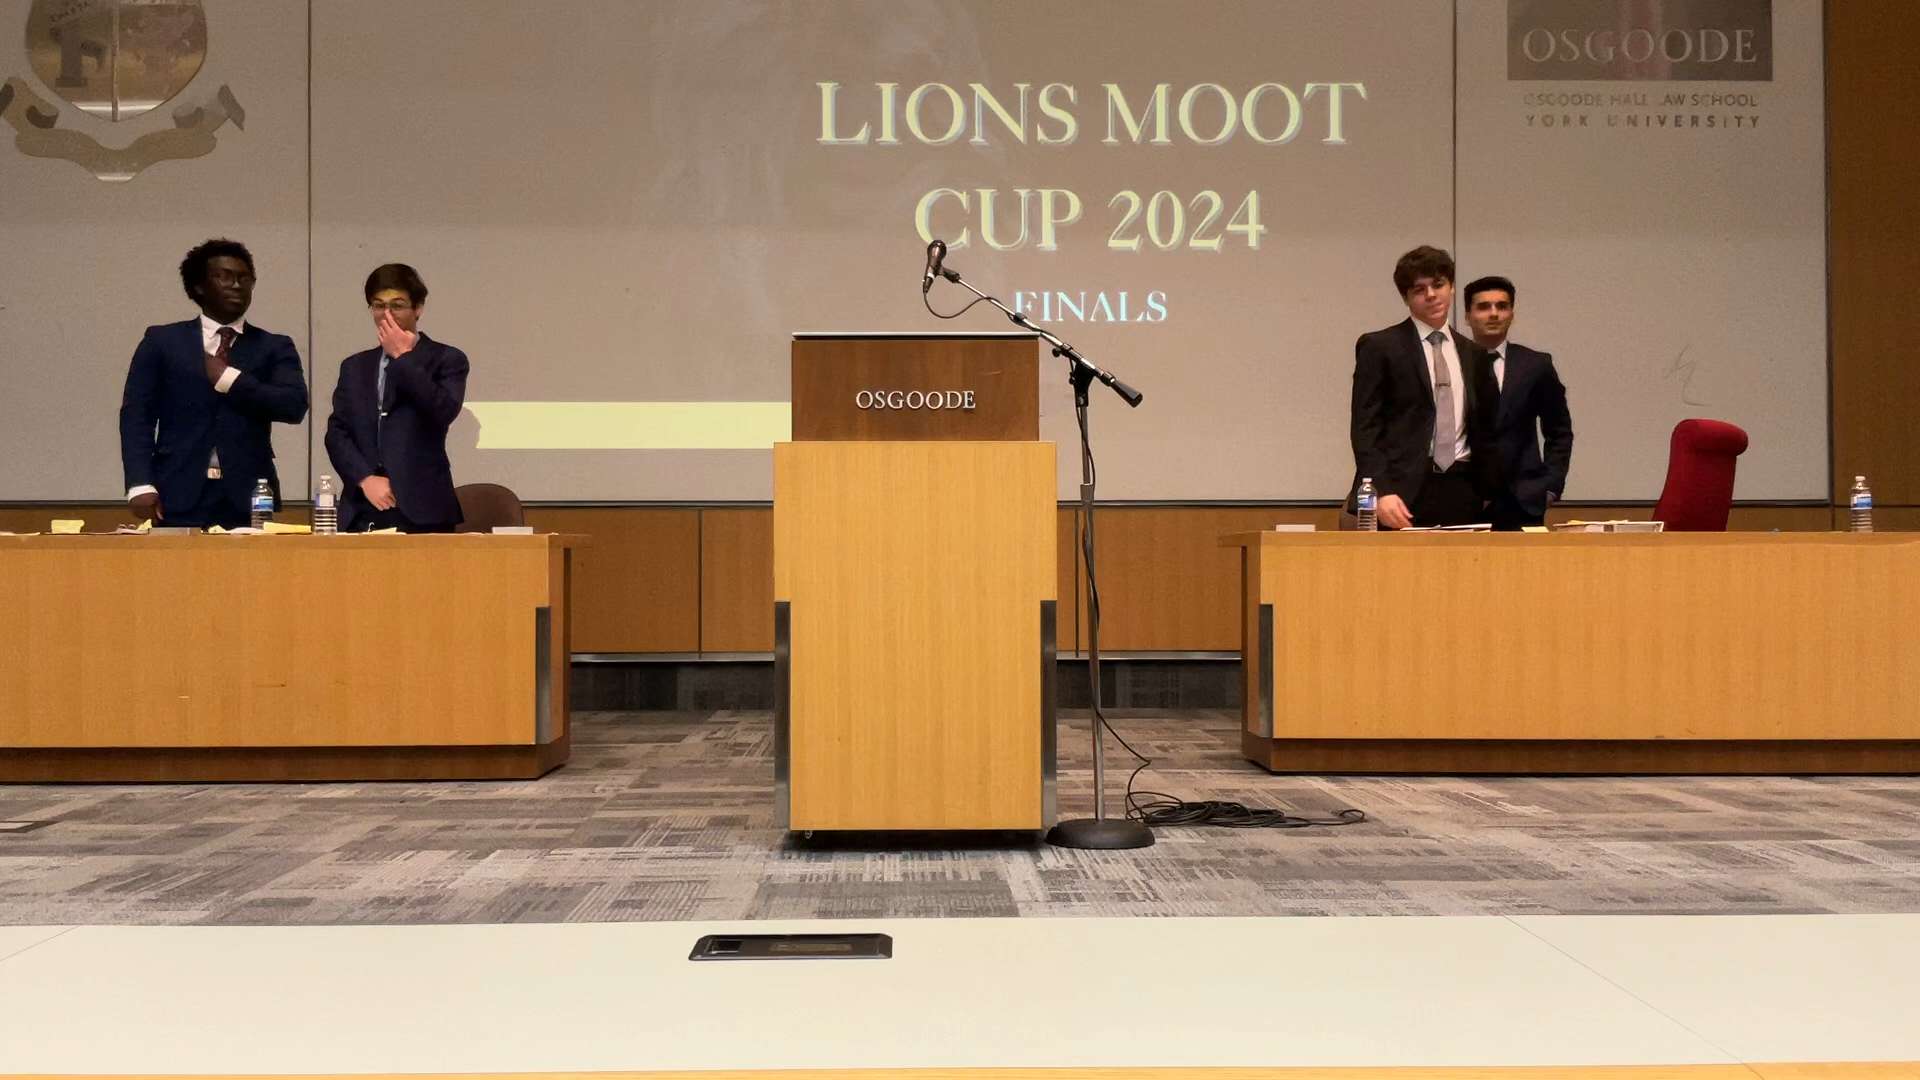 OSGOODE
OSGOODE HALL LAW SCHOOL
YORK UNIVERSITY
LIONS MOOT
CUP 2024
FINALS
OSGOODE